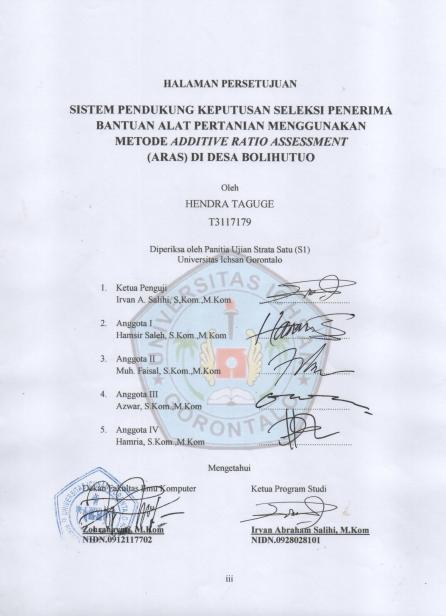 HALAMAN PERSETUJUAN
SISTEM PENDUKUNG KEPUTUSAN SELEKSI PENERIMA
BANTUAN ALAT PERTANIAN MENGGUNAKAN
METODE ADDITIVE RATIO ASSESSMENT
(ARAS) DI DESA BOLIHUTUO
Oleh
HENDRA TAGUGE
T3117179
Diperiksa oleh Panitia Ujian Strata Satu (S1)
Universitas Ichsan Gorontalo
1. Ketua Penguji
Irvan A. Salihi, S,Kom.,M.Kom
2. Anggota I
Hamsir Saleh, S.Kom.,M.Kom
3. Anggota II
Muh. Faisal, S.Kom.,M.Kom
4. Anggota III
Azwar, S.Kom.,M.Kom
5. Anggota IV
Hamria, S.Kom.,M.Kom
UNIVERSITAS ICHSAN
GORONTALO
Mengetahui
Dekan Fakultas Ilmu Komputer
Ketua Program Studi
M.Kom
Irvan Abraham Salihi, M.Kom
NIDN.0912117702
NIDN.0928028101
iii